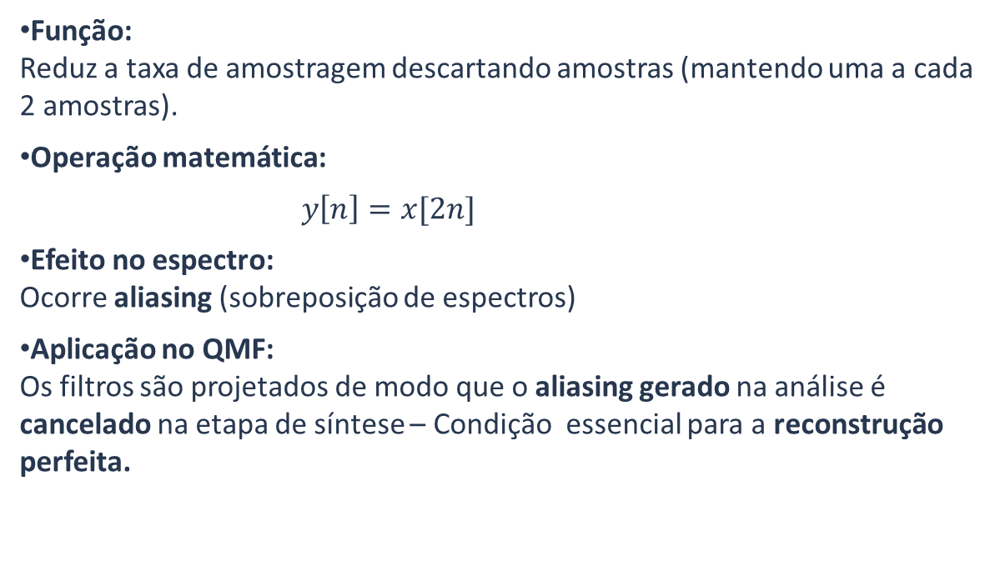 •Função:
Reduz a taxa de amostragem descartando amostras (mantendo uma a cada
2 amostras).
•Operação matemática:
y[n] = x[2n]
•Efeito no espectro:
Ocorre aliasing (sobreposição de espectros)
•Aplicação no QMF:
Os filtros são projetados de modo que o aliasing gerado na análise é
cancelado na etapa de síntese – Condição  essencial para a reconstrução
perfeita.